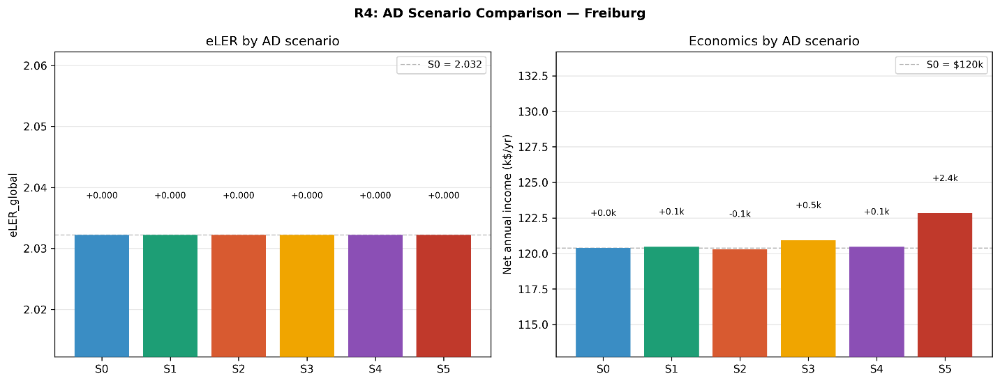 R4: AD Scenario Comparison — Freiburg
eLER by AD scenario
S0 = 2.032
eLER_global
2.06
2.05
2.04
2.03
2.02
+0.000
+0.000
+0.000
+0.000
+0.000
+0.000
S0
S1
S2
S3
S4
S5
Economics by AD scenario
S0 = $120k
Net annual income (k$/yr)
132.5
130.0
127.5
125.0
122.5
120.0
117.5
115.0
+0.0k
+0.1k
-0.1k
+0.5k
+0.1k
+2.4k
S0
S1
S2
S3
S4
S5